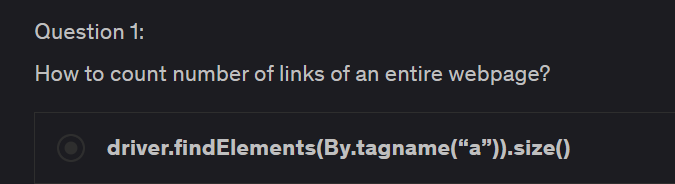 Question 1:
How to count number of links of an entire webpage?
driver.findElements(By.tagname(“a”)).size()